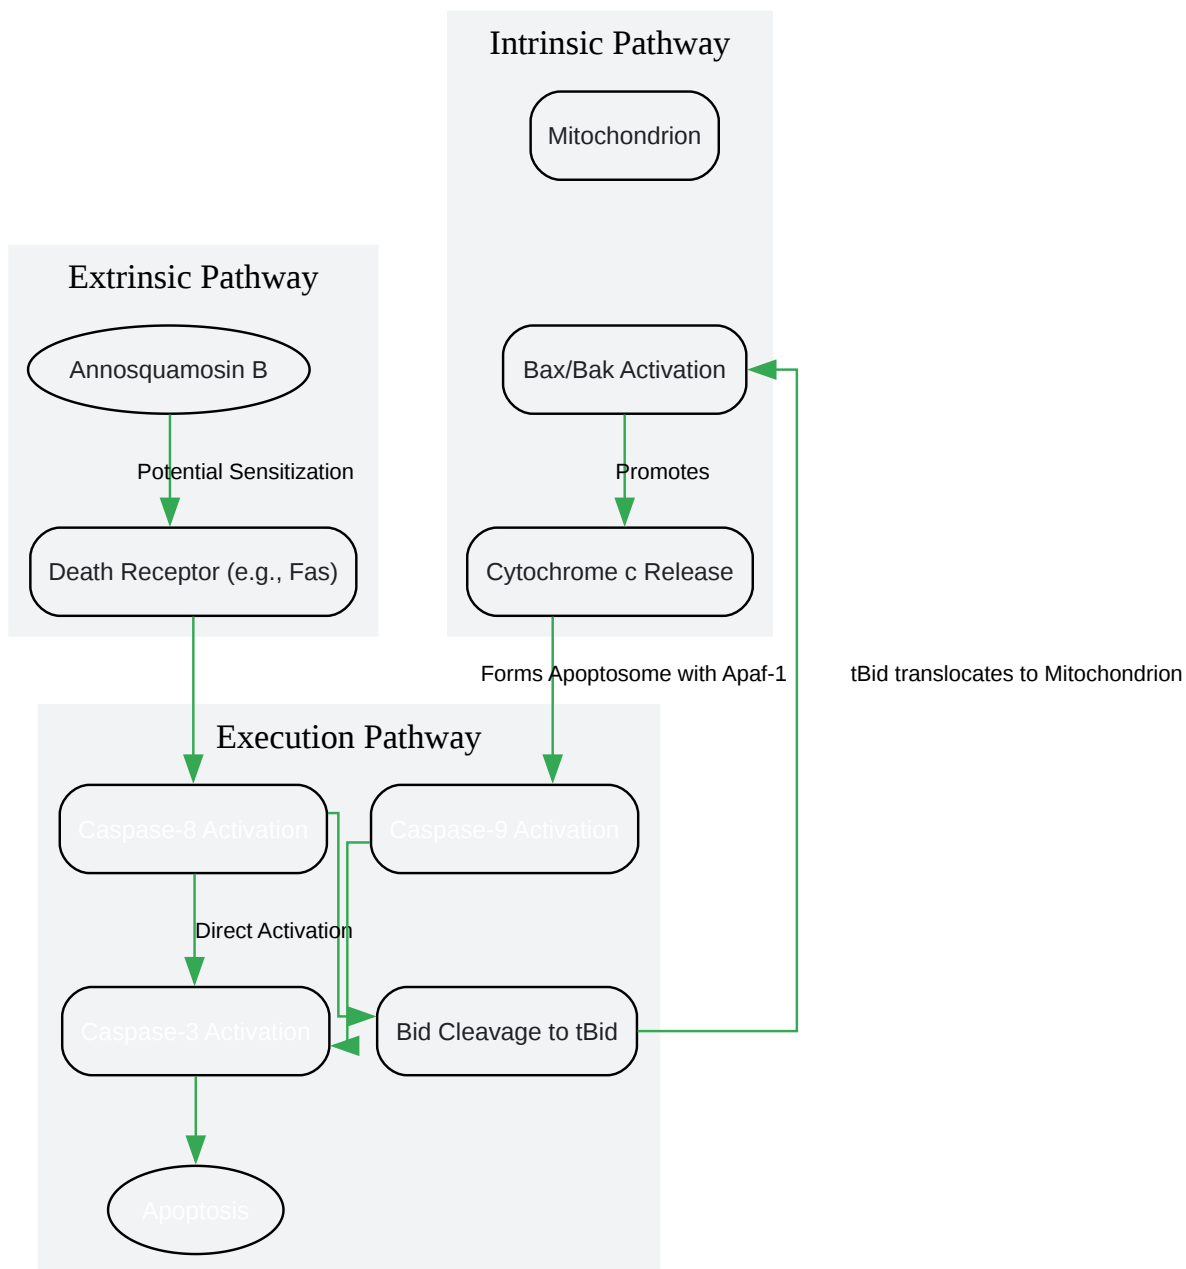 Intrinsic Pathway
Mitochondrion
Extrinsic Pathway
Annosquamosin B
Bax/Bak Activation
Potential Sensitization
Promotes
Death Receptor (e.g., Fas)
Cytochrome c Release
Forms Apoptosome with Apaf-1
tBid translocates to Mitochondrion
Execution Pathway
Caspase-8 Activation
Caspase-9 Activation
Direct Activation
Caspase-3 Activation
Bid Cleavage to tBid
Apoptosis